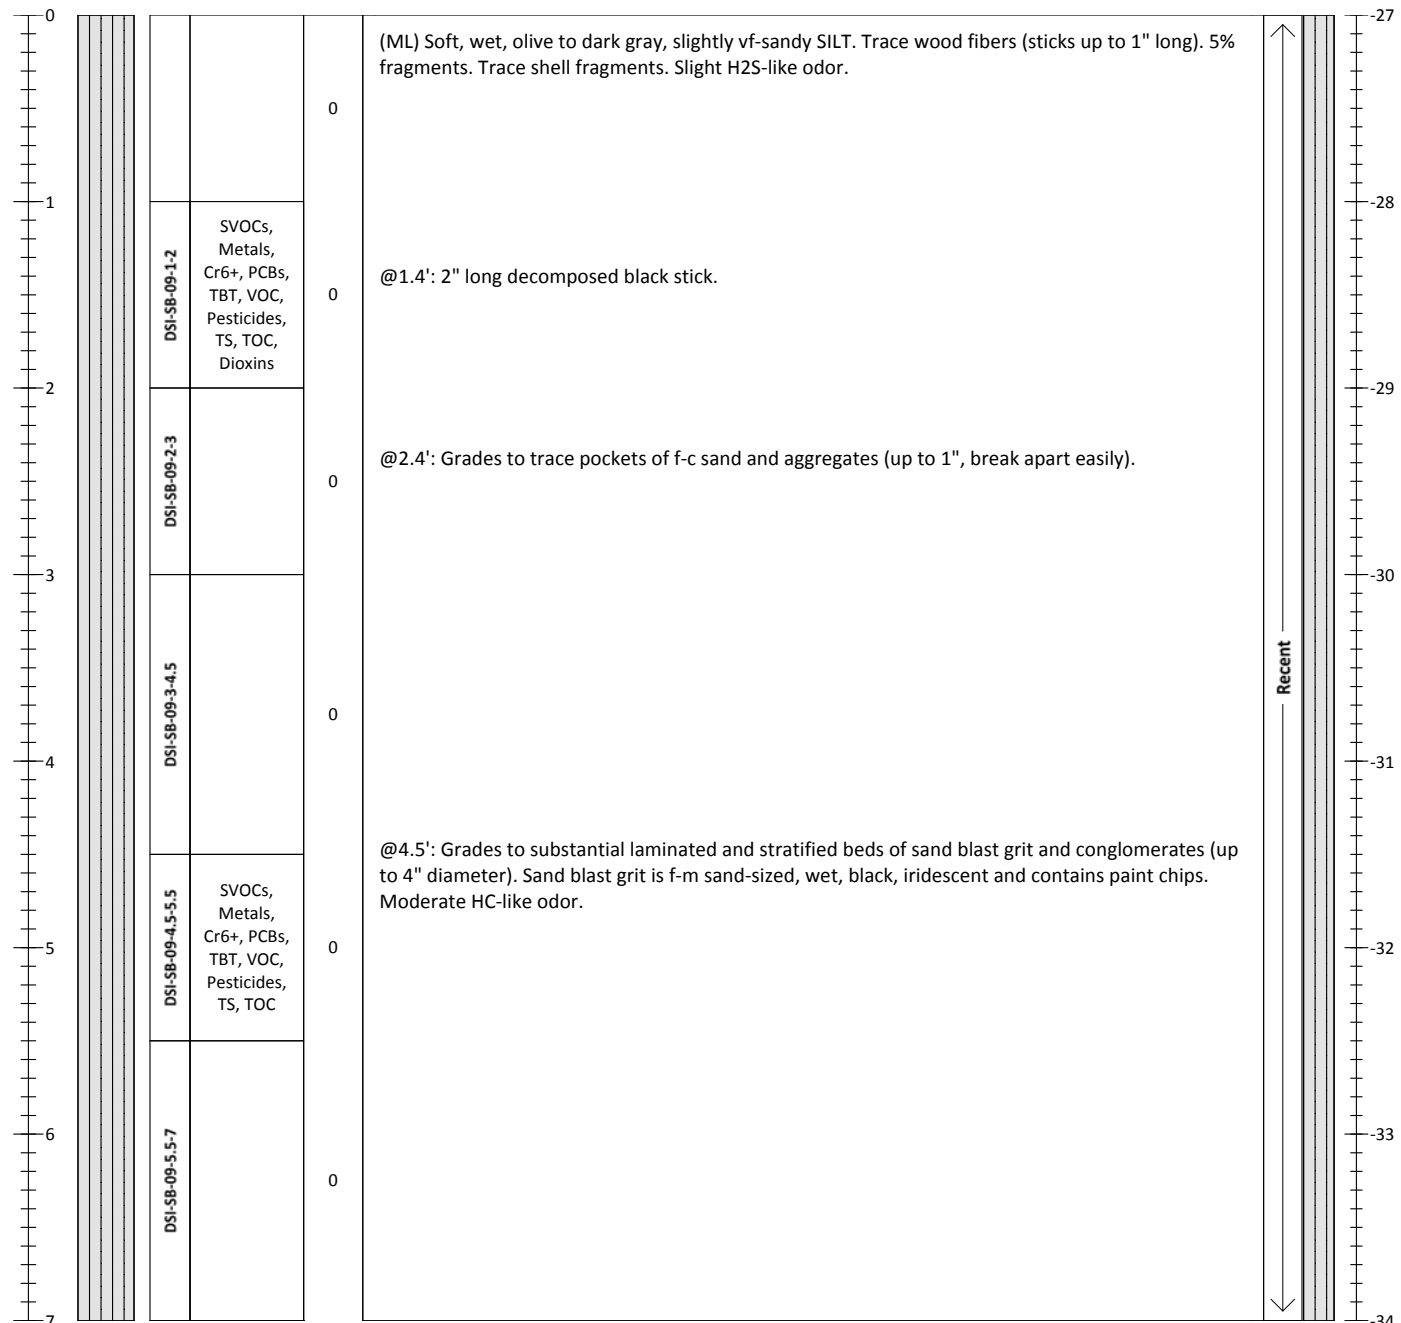 0
-27
(ML) Soft, wet, olive to dark gray, slightly vf-sandy SILT. Trace wood fibers (sticks up to 1" long). 5%
fragments. Trace shell fragments. Slight H2S-like odor.
0
1
-28
DSI-SB-09-1-2
SVOCs,
Metals,
Cr6+, PCBs,
TBT, VOC,
Pesticides,
TS, TOC,
Dioxins
0
@1.4': 2" long decomposed black stick.
2
-29
DSI-SB-09-2-3
0
@2.4': Grades to trace pockets of f-c sand and aggregates (up to 1", break apart easily).
3
-30
Recent
DSI-SB-09-3-4.5
0
4
-31
@4.5': Grades to substantial laminated and stratified beds of sand blast grit and conglomerates (up
to 4" diameter). Sand blast grit is f-m sand-sized, wet, black, iridescent and contains paint chips.
Moderate HC-like odor.
DSI-SB-09-4.5-5.5
SVOCs,
Metals,
Cr6+, PCBs,
TBT, VOC,
Pesticides,
TS, TOC
0
5
-32
6
-33
DSI-SB-09-5.5-7
0
7
-34